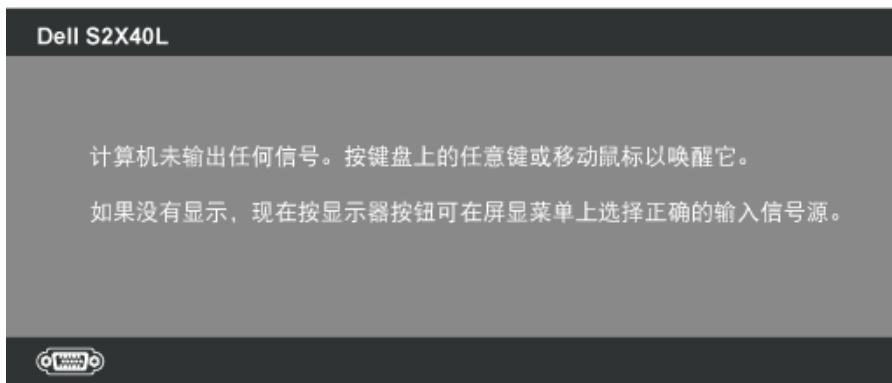 Dell S2X40L
计算机未输出任何信号。按键盘上的任意键或移动鼠标以唤醒它。
如果没有显示，现在按显示器按钮可在屏显菜单上选择正确的输入信号源。